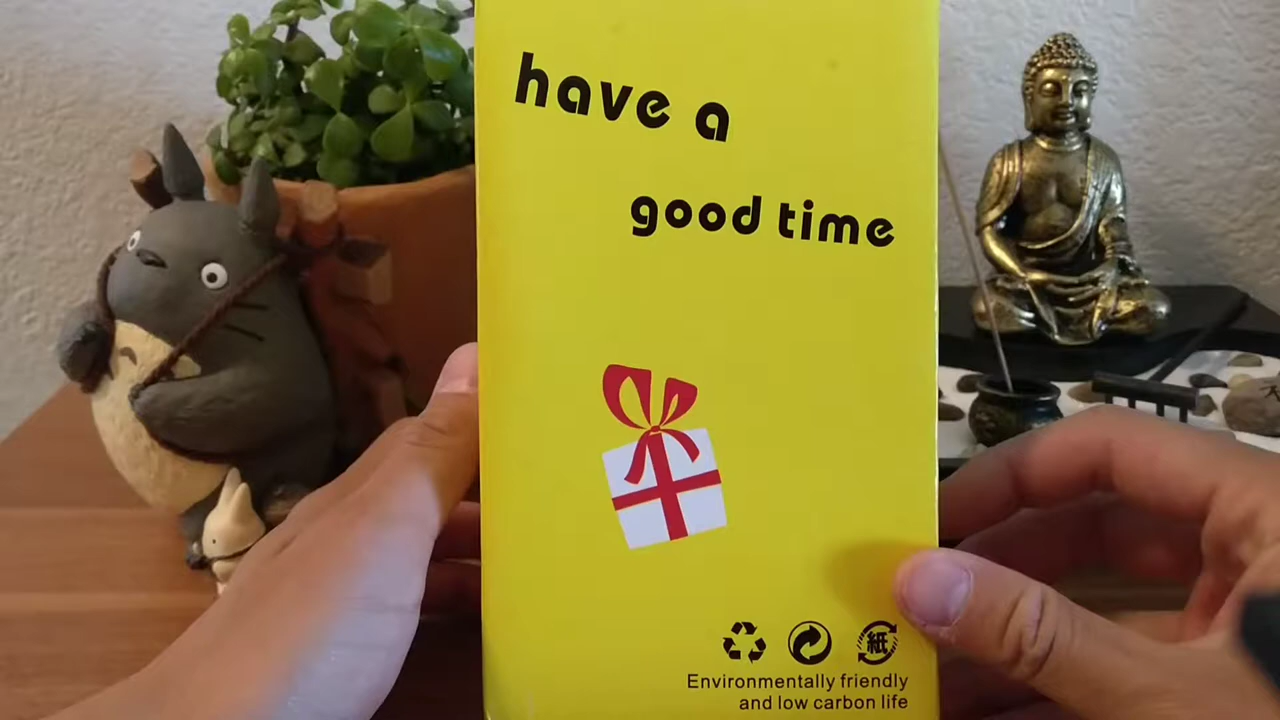 have a
good time
紙
Environmentally friendly
and low carbon life